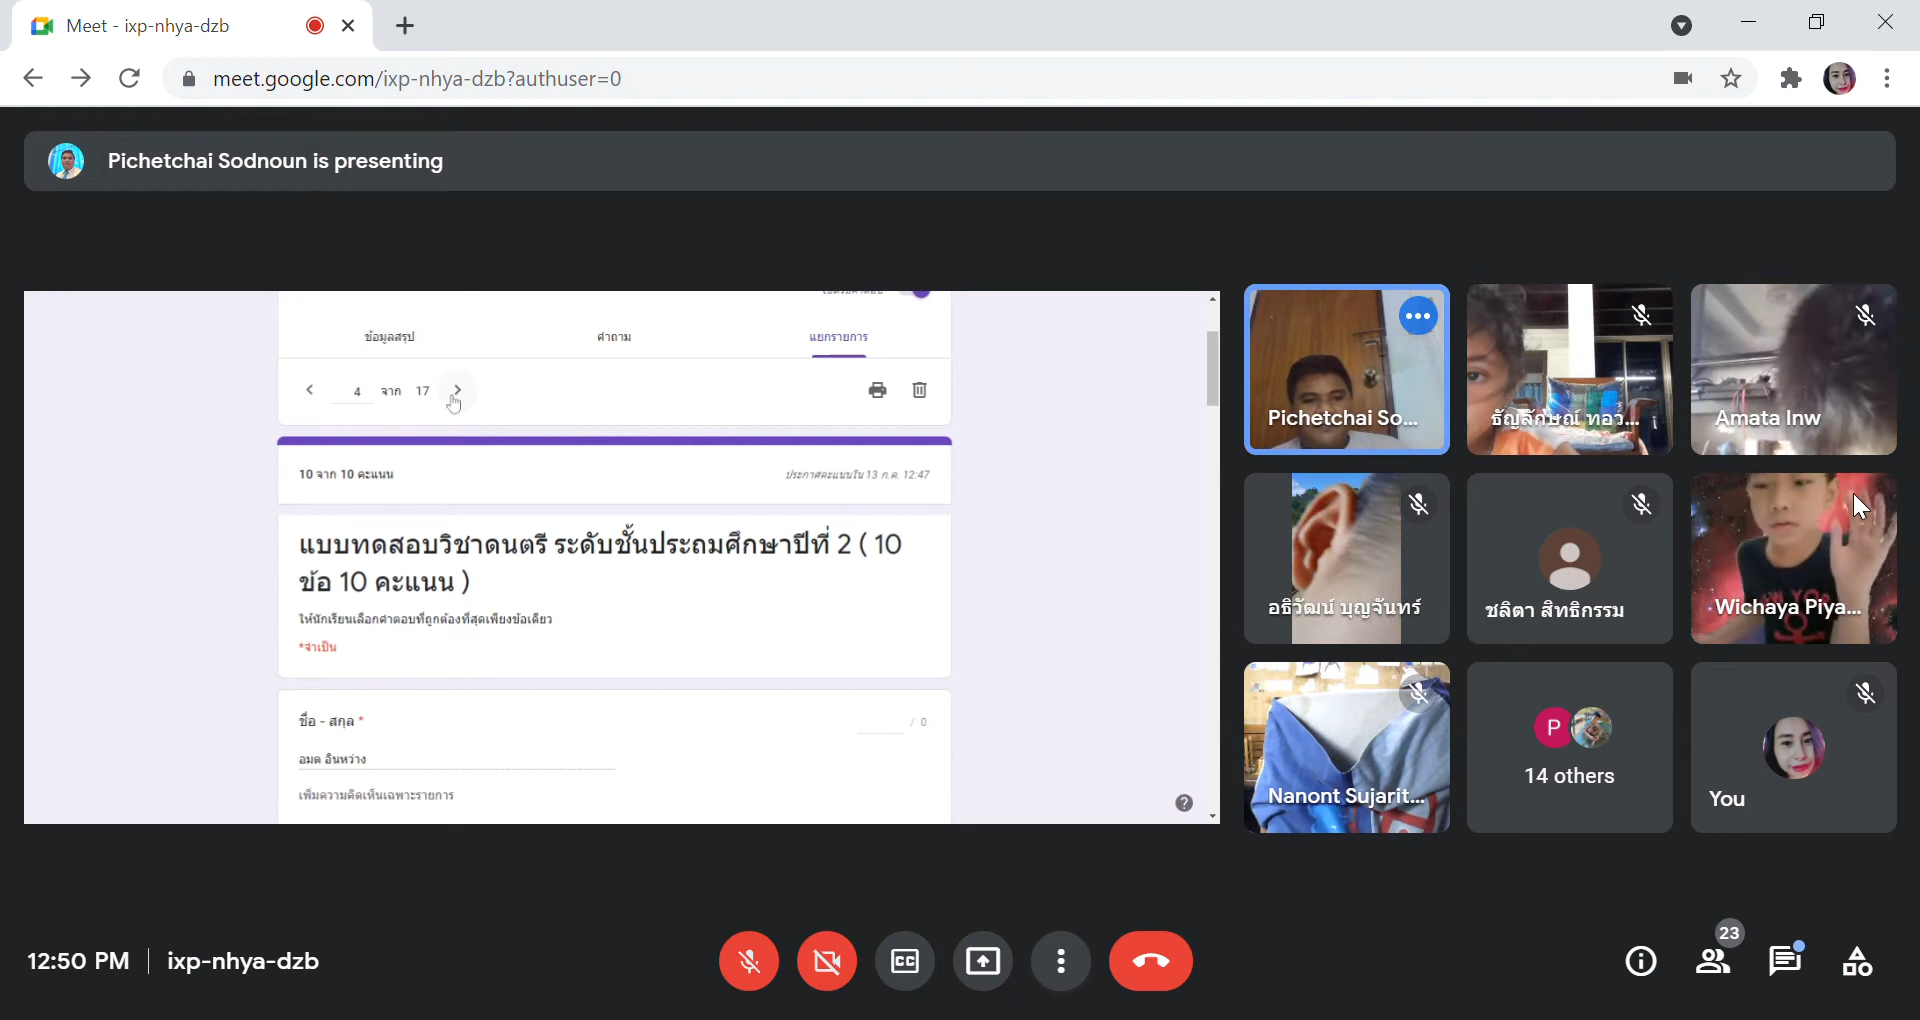 Meet - ixp-nhya-dzb
meet.google.com/ixp-nhya-dzb?authuser=0
Pichetchai Sodnoun is presenting
ข้อมูลสรุป
คำถาม
แยกรายการ
4 จาก 17
10 จาก 10 คะแนน
ประกาศคะแนนใน 13 ก.ค. 12:47
แบบทดสอบวิชาดนตรี ระดับชั้นประถมศึกษาปีที่ 2 ( 10
ข้อ 10 คะแนน )
ให้นักเรียนเลือกคำตอบที่ถูกต้องที่สุดเพียงข้อเดียว
*จำเป็น
ชื่อ - สกุล *
/ 0
อมต อินหว่าง
เพิ่มความคิดเห็นเฉพาะรายการ
Pichetchai So...
ธัญลักษณ์ ทอว...
Amata Inw
อธิวัฒน์ บุญจันทร์
ชลิตา สิทธิกรรม
Wichaya Piya...
Nanont Sujarit...
P
14 others
You
12:50 PM
ixp-nhya-dzb
CC
23